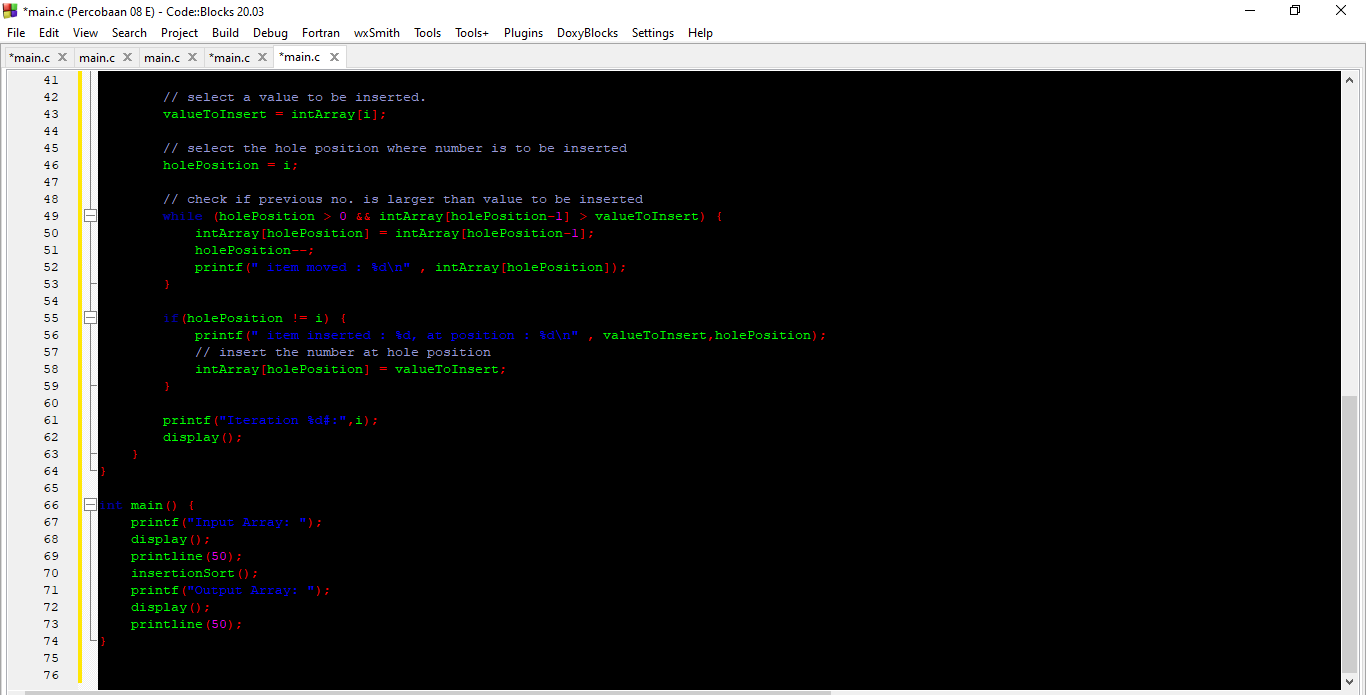 *main.c (Percobaan 08 E) - Code::Blocks 20.03
File Edit View Search Project Build Debug Fortran wxSmith Tools Tools+ Plugins DoxyBlocks Settings Help
*main.c main.c main.c *main.c *main.c
41
42 // select a value to be inserted.
43 valueToInsert = intArray[i];
44
45 // select the hole position where number is to be inserted
46 holePosition = i;
47
48 // check if previous no. is larger than value to be inserted
49 while (holePosition > 0 && intArray[holePosition-1] > valueToInsert) {
50 intArray[holePosition] = intArray[holePosition-1];
51 holePosition--;
52 printf(" item moved : %d\n" , intArray[holePosition]);
53 }
54
55 if(holePosition != i) {
56 printf(" item inserted : %d, at position : %d\n" , valueToInsert,holePosition);
57 // insert the number at hole position
58 intArray[holePosition] = valueToInsert;
59 }
60
61 printf("Iteration %d#:",i);
62 display();
63 }
64 }
65
66 int main() {
67 printf("Input Array: ");
68 display();
69 printline(50);
70 insertionSort();
71 printf("Output Array: ");
72 display();
73 printline(50);
74 }
75
76